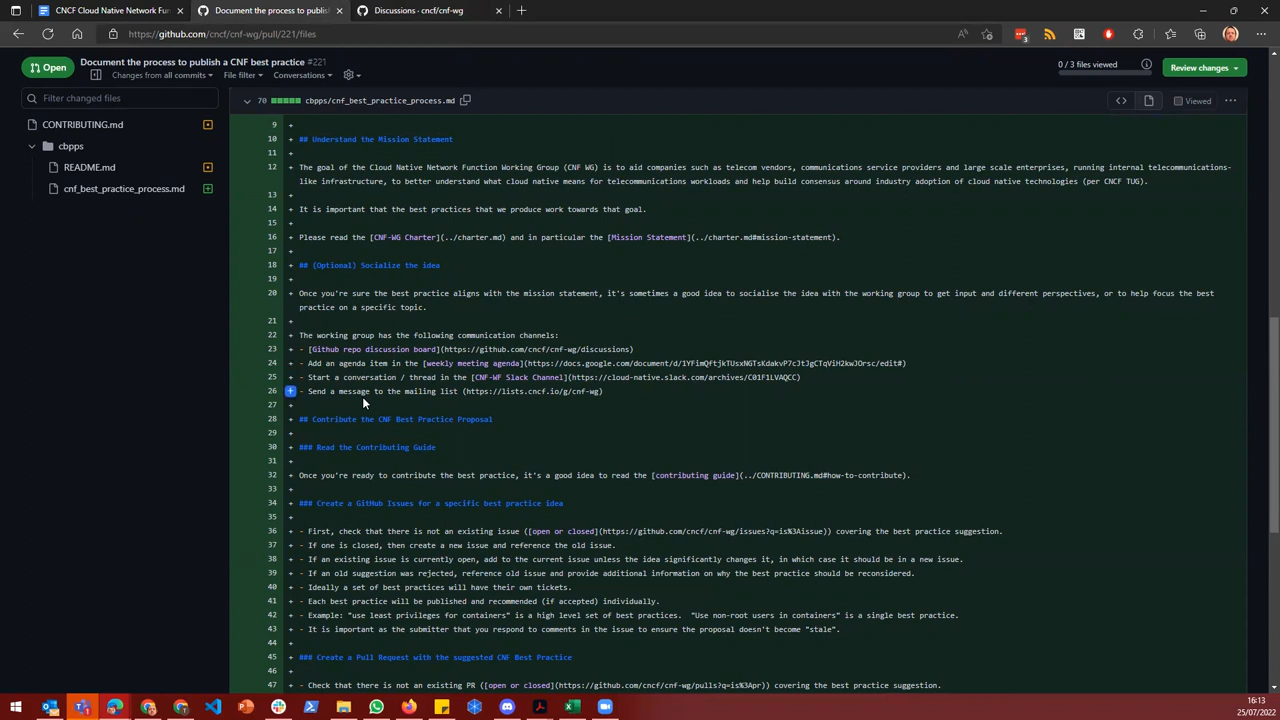 CNCF Cloud Native Network Fun
Document the process to publish
Discussions · cncf/cnf-wg
https://github.com/cncf/cnf-wg/pull/221/files
3
Open
Document the process to publish a CNF best practice #221
Changes from all commits
File filter
Conversations
0 / 3 files viewed
Review changes
Filter changed files
CONTRIBUTING.md
cbpps
README.md
cnf_best_practice_process.md
70 cbpps/cnf_best_practice_process.md
Viewed
9 +
10 + ## Understand the Mission Statement
11 +
12 + The goal of the Cloud Native Network Function Working Group (CNF WG) is to aid companies such as telecom vendors, communications service providers and large scale enterprises, running internal telecommunications-
like infrastructure, to better understand what cloud native means for telecommunications workloads and help build consensus around industry adoption of cloud native technologies (per CNCF TUG).
13 +
14 + It is important that the best practices that we produce work towards that goal.
15 +
16 + Please read the [CNF-WG Charter](../charter.md) and in particular the [Mission Statement](../charter.md#mission-statement).
17 +
18 + ## (Optional) Socialize the idea
19 +
20 + Once you're sure the best practice aligns with the mission statement, it's sometimes a good idea to socialise the idea with the working group to get input and different perspectives, or to help focus the best
practice on a specific topic.
21 +
22 + The working group has the following communication channels:
23 + - [Github repo discussion board](https://github.com/cncf/cnf-wg/discussions)
24 + - Add an agenda item in the [weekly meeting agenda](https://docs.google.com/document/d/1YFimQftjkTUsxNGTsKdakvP7cJtJgCTqViH2kwJOrsc/edit#)
25 + - Start a conversation / thread in the [CNF-WF Slack Channel](https://cloud-native.slack.com/archives/C01F1LVAQCC)
26 + - Send a message to the mailing list (https://lists.cncf.io/g/cnf-wg)
27 +
28 + ## Contribute the CNF Best Practice Proposal
29 +
30 + ### Read the Contributing Guide
31 +
32 + Once you're ready to contribute the best practice, it's a good idea to read the [contributing guide](../CONTRIBUTING.md#how-to-contribute).
33 +
34 + ### Create a GitHub Issues for a specific best practice idea
35 +
36 + - First, check that there is not an existing issue ([open or closed](https://github.com/cncf/cnf-wg/issues?q=is%3Aissue)) covering the best practice suggestion.
37 + - If one is closed, then create a new issue and reference the old issue.
38 + - If an existing issue is currently open, add to the current issue unless the idea significantly changes it, in which case it should be in a new issue.
39 + - If an old suggestion was rejected, reference old issue and provide additional information on why the best practice should be reconsidered.
40 + - Ideally a set of best practices will have their own tickets.
41 + - Each best practice will be published and recommended (if accepted) individually.
42 + - Example: "use least privileges for containers" is a high level set of best practices.  "Use non-root users in containers" is a single best practice.
43 + - It is important as the submitter that you respond to comments in the issue to ensure the proposal doesn't become "stale".
44 +
45 + ### Create a Pull Request with the suggested CNF Best Practice
46 +
47 + - Check that there is not an existing PR ([open or closed](https://github.com/cncf/cnf-wg/pulls?q=is%3Apr)) covering the best practice suggestion.
16:13
25/07/2022